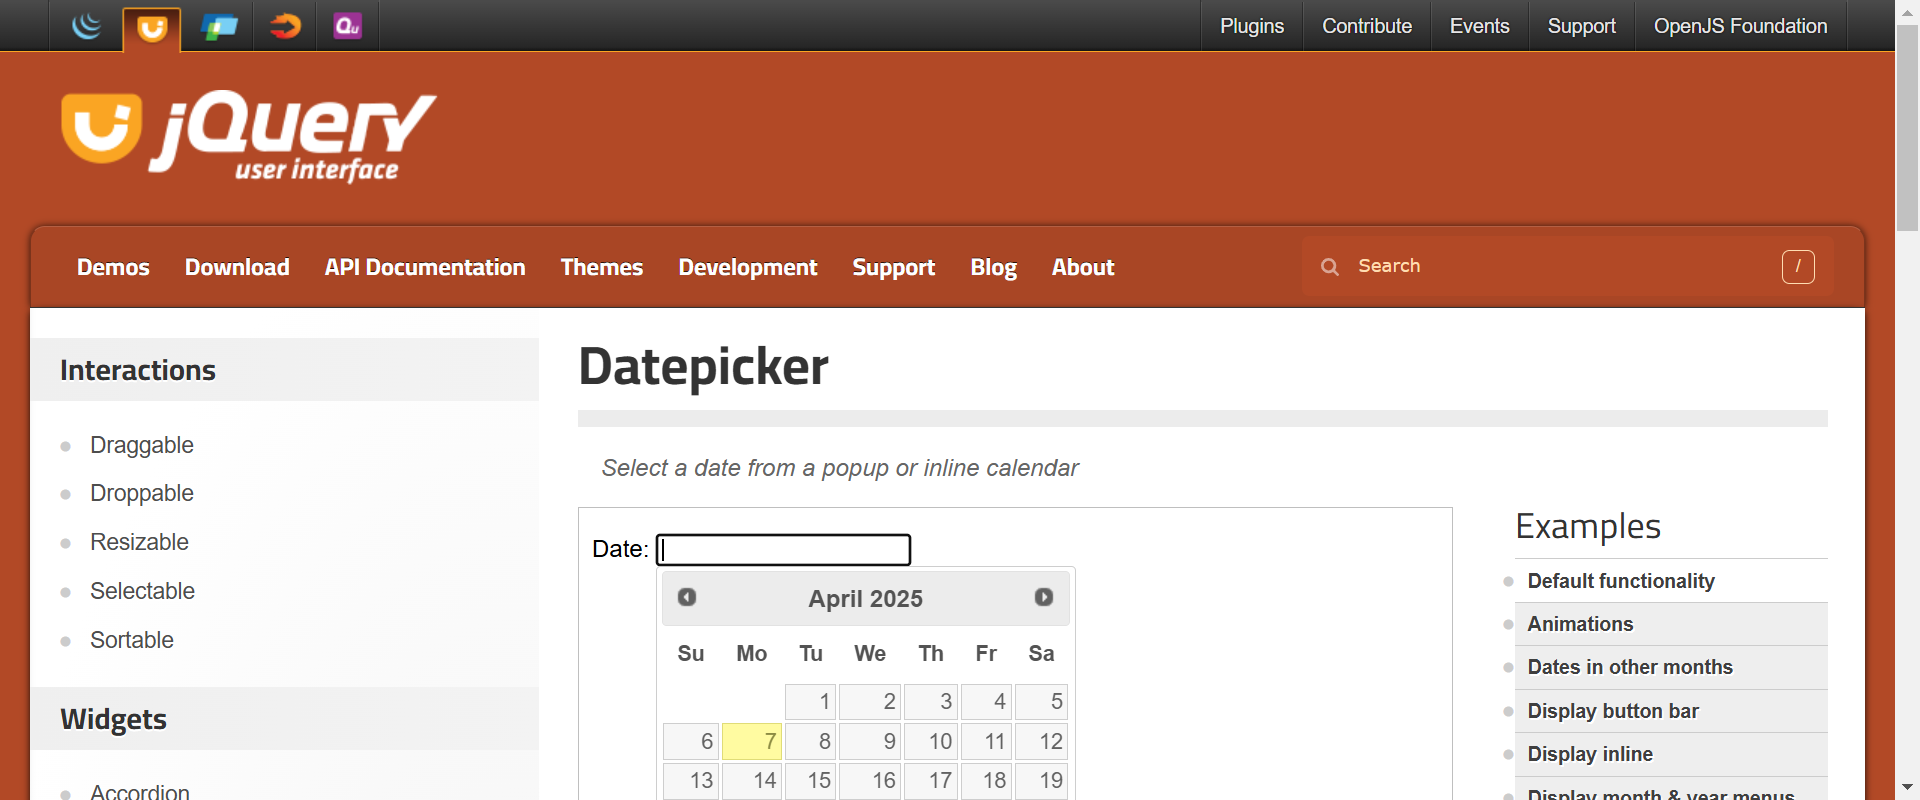 Plugins
Contribute
Events
Support
OpenJS Foundation
Qu
jQuery
user interface
Demos
Download
API Documentation
Themes
Development
Support
Blog
About
Search
/
Interactions
Draggable
Droppable
Resizable
Selectable
Sortable
Widgets
Accordion
Datepicker
Select a date from a popup or inline calendar
Date:
April 2025
Su Mo Tu We Th Fr Sa
1 2 3 4 5
6 7 8 9 10 11 12
13 14 15 16 17 18 19
Examples
Default functionality
Animations
Dates in other months
Display button bar
Display inline
Display month & year menus